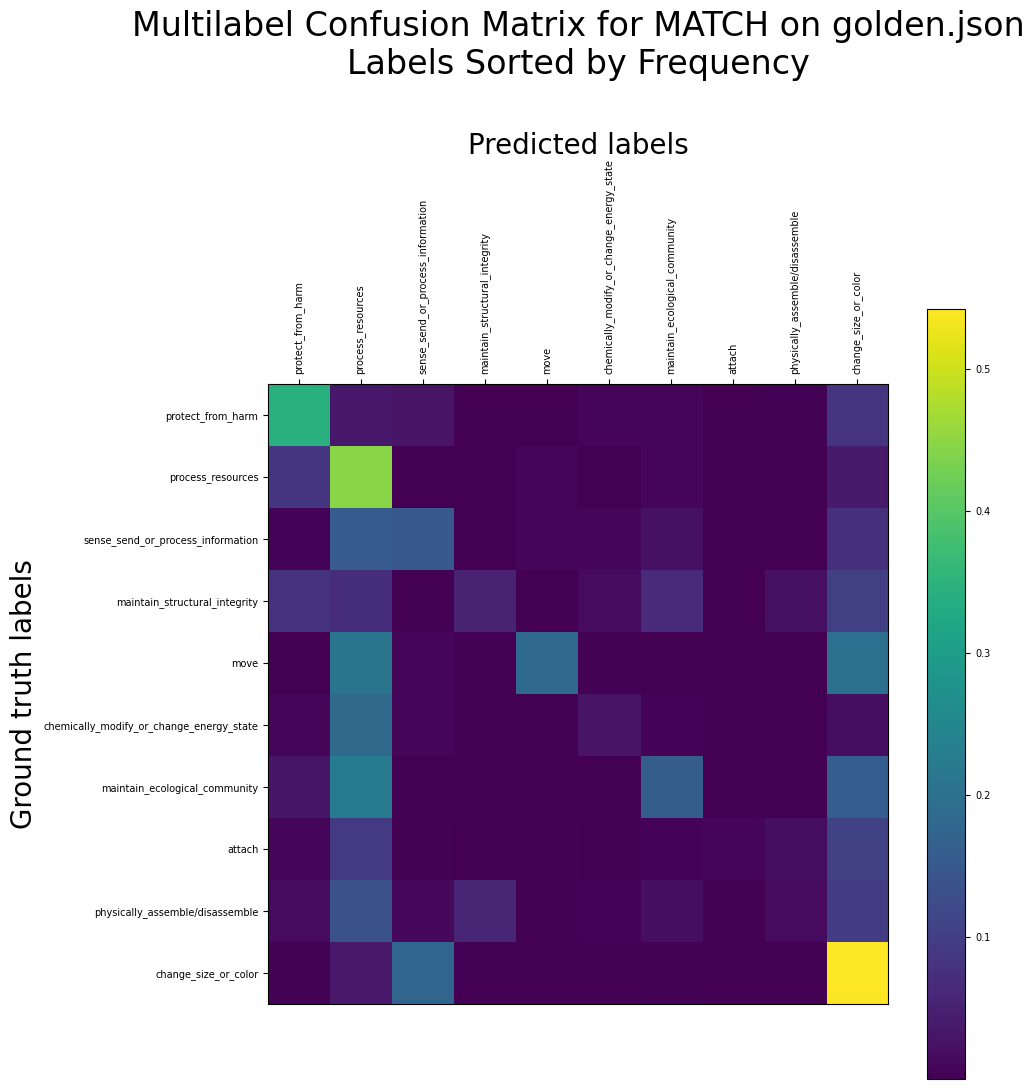 Multilabel Confusion Matrix for MATCH on golden.json
Labels Sorted by Frequency
Predicted labels
protect_from_harm
process_resources
sense_send_or_process_information
maintain_structural_integrity
move
chemically_modify_or_change_energy_state
maintain_ecological_community
attach
physically_assemble/disassemble
change_size_or_color
Ground truth labels
protect_from_harm
process_resources
sense_send_or_process_information
maintain_structural_integrity
move
chemically_modify_or_change_energy_state
maintain_ecological_community
attach
physically_assemble/disassemble
change_size_or_color
0.5
0.4
0.3
0.2
0.1